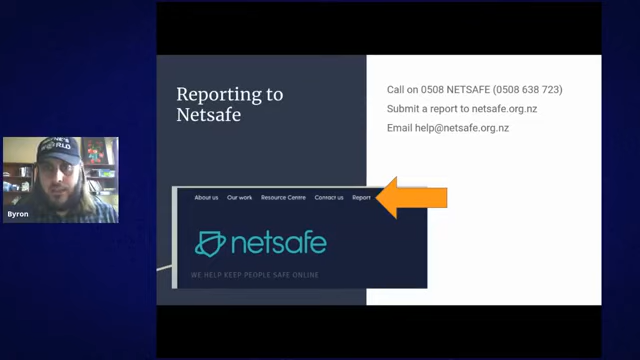 Reporting to
Netsafe
Call on 0508 NETSAFE (0508 638 723)
Submit a report to netsafe.org.nz
Email help@netsafe.org.nz
About us Our work Resource Centre Contact us Report
netsafe
WE HELP KEEP PEOPLE SAFE ONLINE
Byron